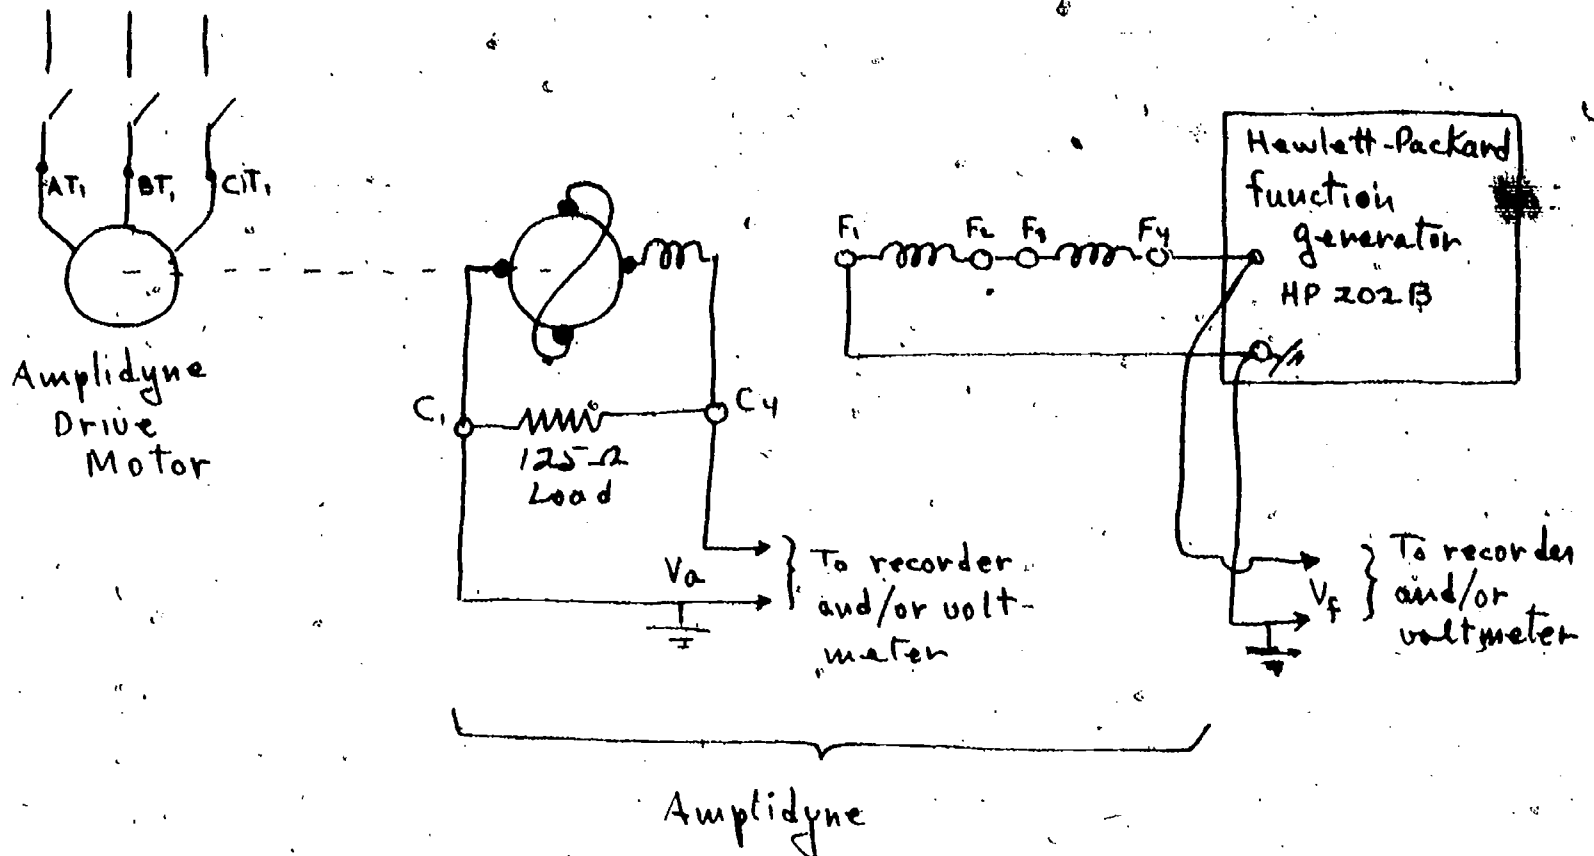 AT1 BT1 C1T1
Amplidyne
Drive
Motor
C1
C4
125 Ω
Load
Va
To recorder
and/or volt-
meter
F1 F2 F3 F4
Hewlett-Packard
function
generator
HP 202B
Vf
To recorder
and/or
voltmeter
Amplidyne